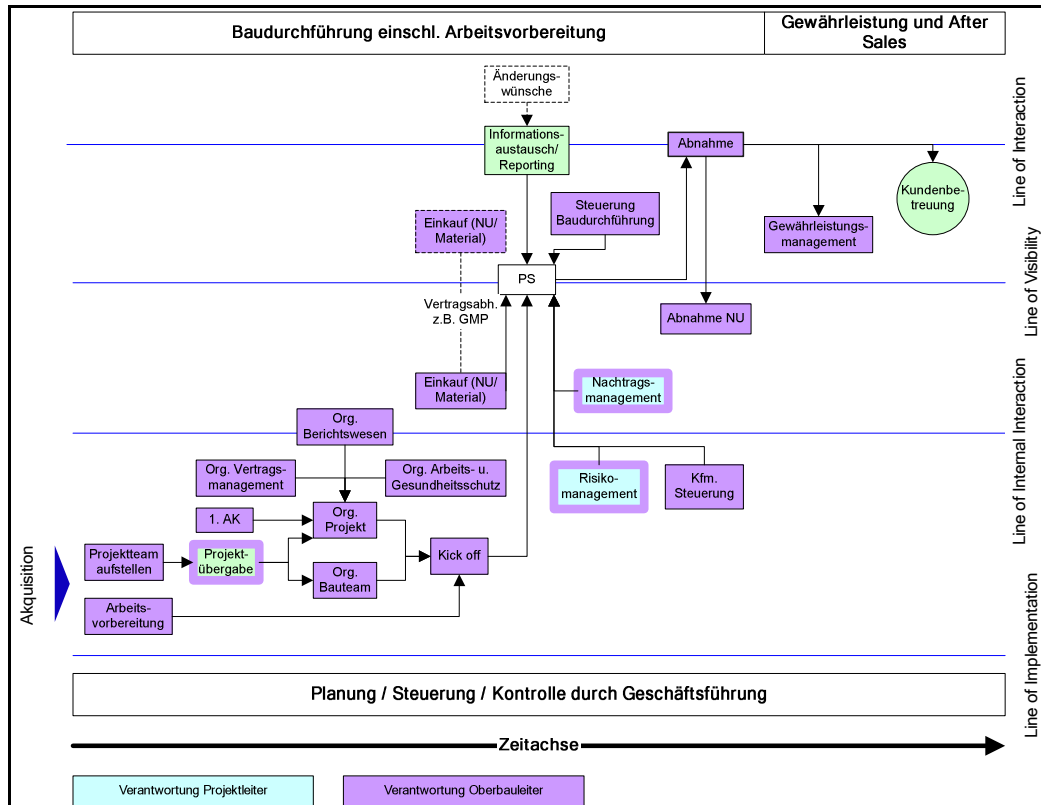 Baudurchführung einschl. Arbeitsvorbereitung
Gewährleistung und After
Sales
Änderungs-
wünsche
Informations-
austausch/
Reporting
Abnahme
Kundenbe-
treuung
Steuerung
Baudurchführung
Einkauf (NU/
Material)
Gewährleistungs-
management
PS
Vertragsabh.
z.B. GMP
Abnahme NU
Einkauf (NU/
Material)
Nachtrags-
management
Org.
Berichtswesen
Org. Vertrags-
management
Org. Arbeits- u.
Gesundheitsschutz
Risiko-
management
Kfm.
Steuerung
1. AK
Org.
Projekt
Projektteam
aufstellen
Projekt-
übergabe
Org.
Bauteam
Kick off
Arbeits-
vorbereitung
Akquisition
Line of Interaction
Line of Visibility
Line of Internal Interaction
Line of Implementation
Planung / Steuerung / Kontrolle durch Geschäftsführung
Zeitachse
Verantwortung Projektleiter
Verantwortung Oberbauleiter